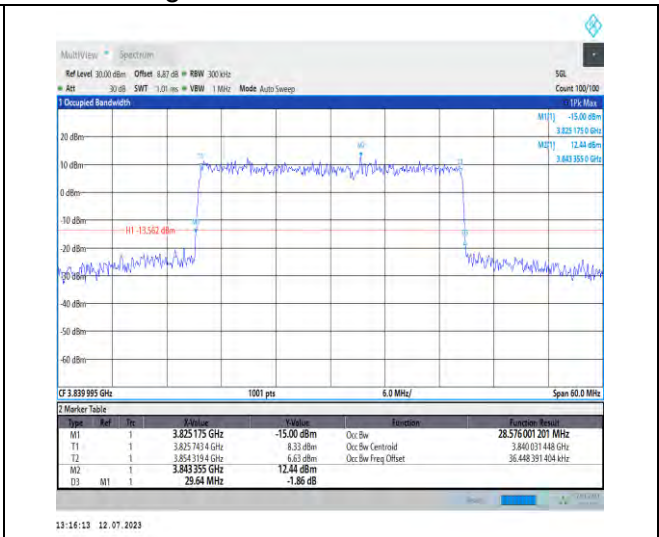 MultiView Spectrum
Ref Level 30.00 dBm Offset 8.87 dB RBW 300 kHz SGL
Att 30 dB SWT 1.01 ms VBW 1 MHz Mode Auto Sweep Count 100/100
1 Occupied Bandwidth 1Pk Max
M1[1] -15.00 dBm
3.825 175 0 GHz
M2[1] 12.44 dBm
3.843 355 0 GHz
20 dBm
10 dBm
0 dBm
-10 dBm
H1 -13.562 dBm
-20 dBm
-30 dBm
-40 dBm
-50 dBm
-60 dBm
CF 3.839 995 GHz 1001 pts 6.0 MHz/ Span 60.0 MHz
2 Marker Table
Type Ref Trc X-Value Y-Value Function Function Result
M1 1 3.825 175 GHz -15.00 dBm Occ Bw 28.576 001 201 MHz
T1 1 3.825 743 4 GHz 8.33 dBm Occ Bw Centroid 3.840 031 448 GHz
T2 1 3.854 319 4 GHz 6.63 dBm Occ Bw Freq Offset 36.448 391 404 kHz
M2 1 3.843 355 GHz 12.44 dBm
D3 M1 1 29.64 MHz -1.86 dB
13:16:13 12.07.2023